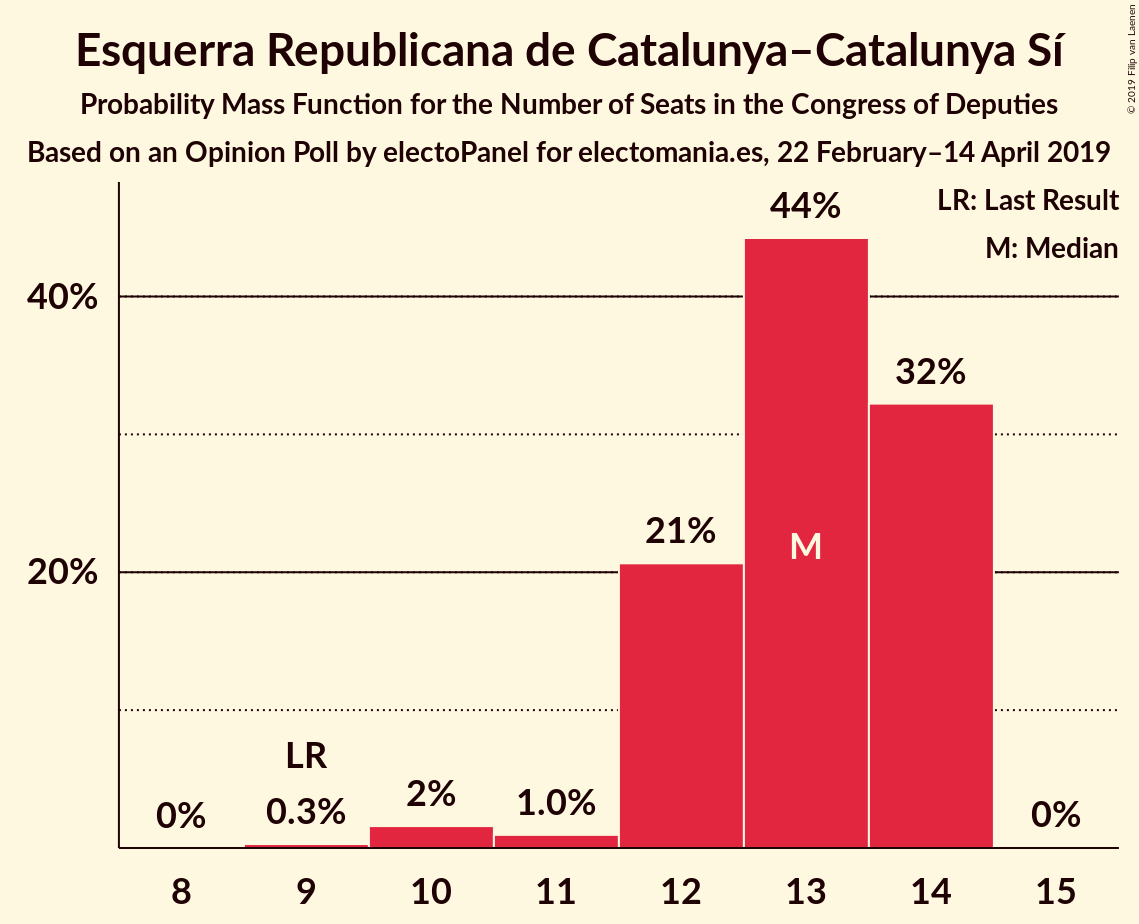 Esquerra Republicana de Catalunya–Catalunya Sí
Probability Mass Function for the Number of Seats in the Congress of Deputies
Based on an Opinion Poll by electoPanel for electomania.es, 22 February–14 April 2019
© 2019 Filip van Laenen
LR: Last Result
M: Median
44%
40%
32%
21%
M
20%
LR
0%
0.3%
2%
1.0%
0%
8 9 10 11 12 13 14 15